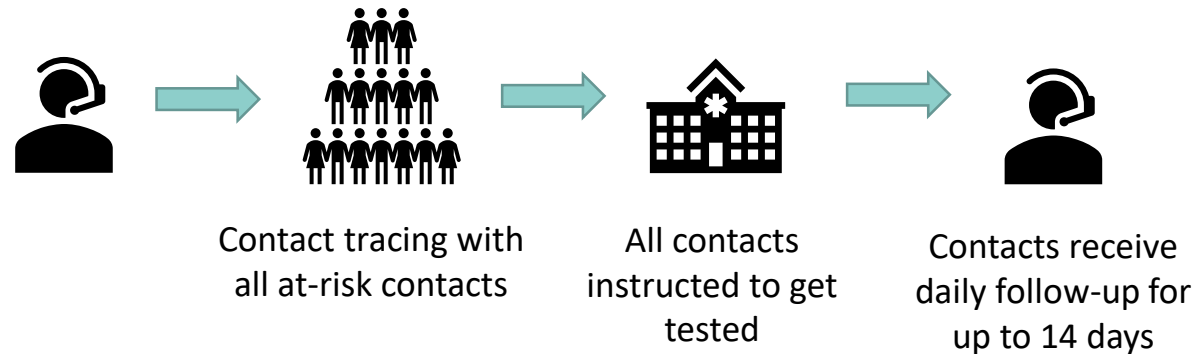 Contact tracing with
all at-risk contacts
All contacts
instructed to get
tested
Contacts receive
daily follow-up for
up to 14 days